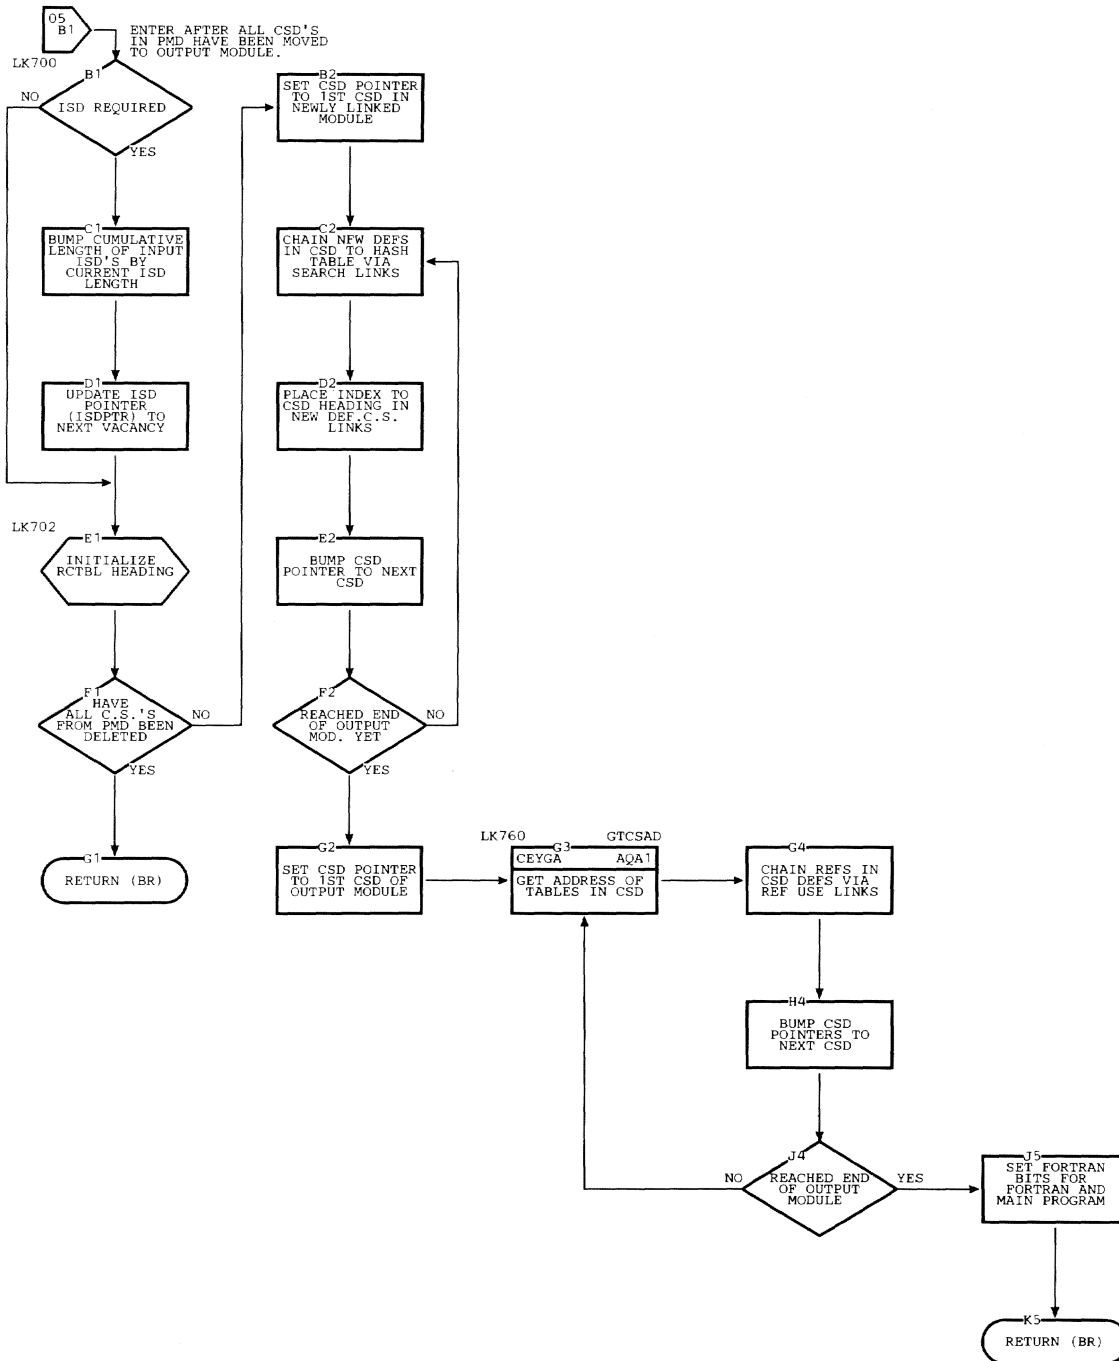 05
B1
ENTER AFTER ALL CSD'S
IN PMD HAVE BEEN MOVED
TO OUTPUT MODULE.
LK700
B1
ISD REQUIRED
NO
YES
C1
BUMP CUMULATIVE
LENGTH OF INPUT
ISD'S BY
CURRENT ISD
LENGTH
D1
UPDATE ISD
POINTER
(ISDPTR) TO
NEXT VACANCY
LK702
E1
INITIALIZE
RCTBL HEADING
F1
HAVE
ALL C.S.'S
FROM PMD BEEN
DELETED
NO
YES
G1
RETURN (BR)
B2
SET CSD POINTER
TO 1ST CSD IN
NEWLY LINKED
MODULE
C2
CHAIN NEW DEFS
IN CSD TO HASH
TABLE VIA
SEARCH LINKS
D2
PLACE INDEX TO
CSD HEADING IN
NEW DEF.C.S.
LINKS
E2
BUMP CSD
POINTER TO NEXT
CSD
F2
REACHED END
OF OUTPUT
MOD. YET
NO
YES
G2
SET CSD POINTER
TO 1ST CSD OF
OUTPUT MODULE
LK760 GTCSAD
G3
CEYGA AQA1
GET ADDRESS OF
TABLES IN CSD
G4
CHAIN REFS IN
CSD DEFS VIA
REF USE LINKS
H4
BUMP CSD
POINTERS TO
NEXT CSD
J4
REACHED END
OF OUTPUT
MODULE
NO
YES
J5
SET FORTRAN
BITS FOR
FORTRAN AND
MAIN PROGRAM
K5
RETURN (BR)